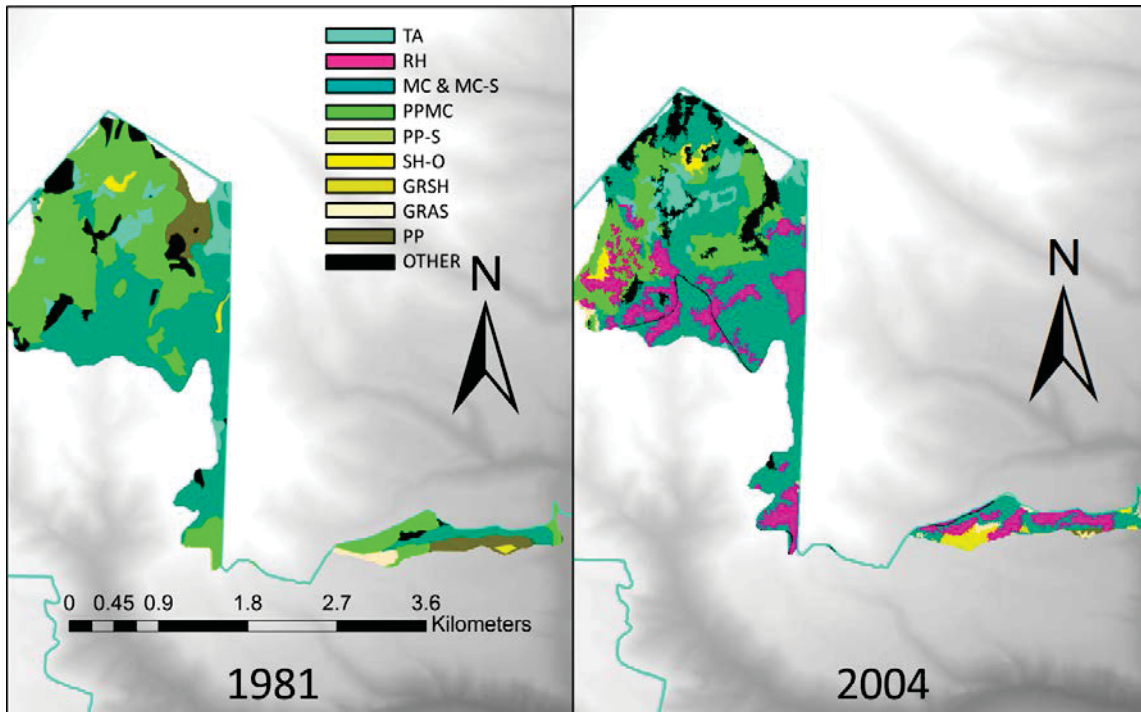 TA
RH
MC & MC-S
PPMC
PP-S
SH-O
GRSH
GRAS
PP
OTHER
N
N
0 0.45 0.9 1.8 2.7 3.6
Kilometers
1981
2004